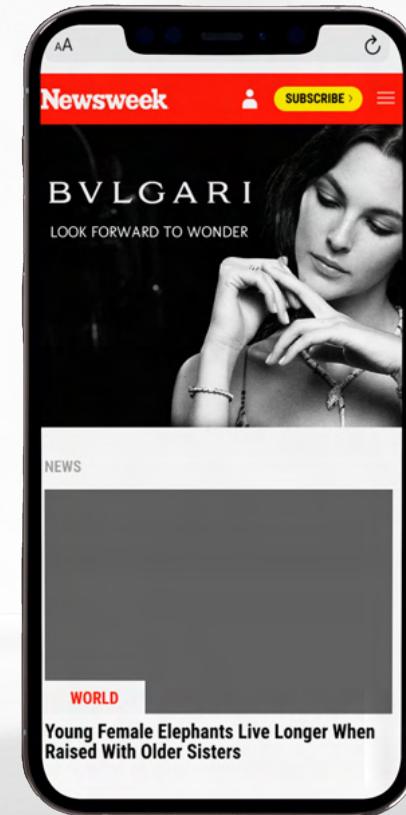 AA
Newsweek
SUBSCRIBE >
BVLGARI
LOOK FORWARD TO WONDER
NEWS
WORLD
Young Female Elephants Live Longer When
Raised With Older Sisters